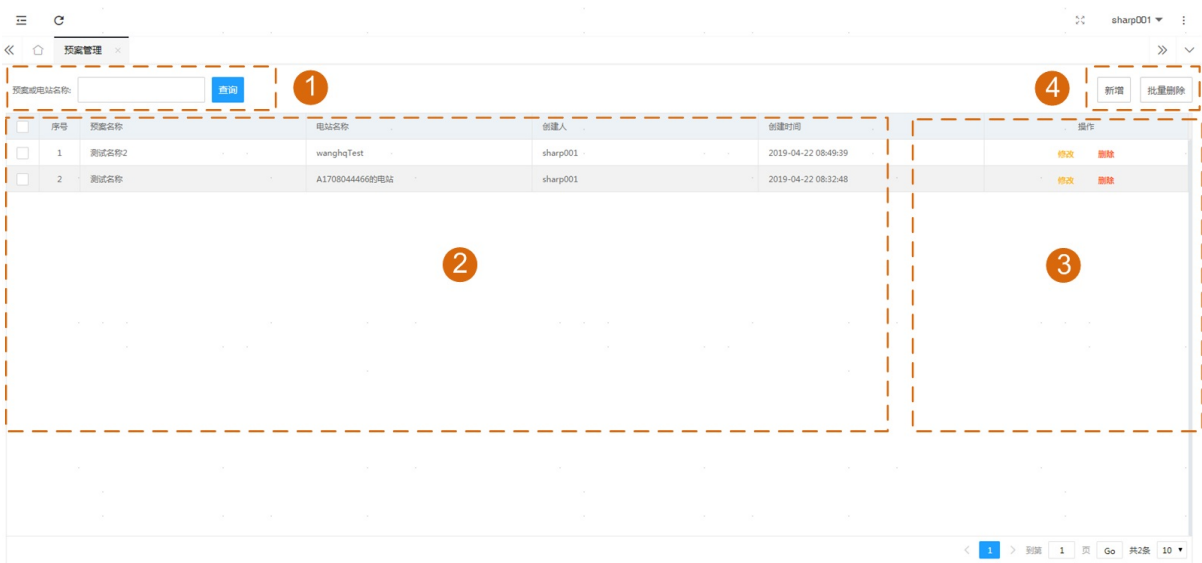 sharp001
预案管理
预案或电站名称: 查询 1 4 新增 批量删除
序号 预案名称 电站名称 创建人 创建时间 操作
1 测试名称2 wanghqTest sharp001 2019-04-22 08:49:39 修改 删除
2 测试名称 A1708044466的电站 sharp001 2019-04-22 08:32:48 修改 删除
2 3
1 到第 1 页 Go 共2条 10